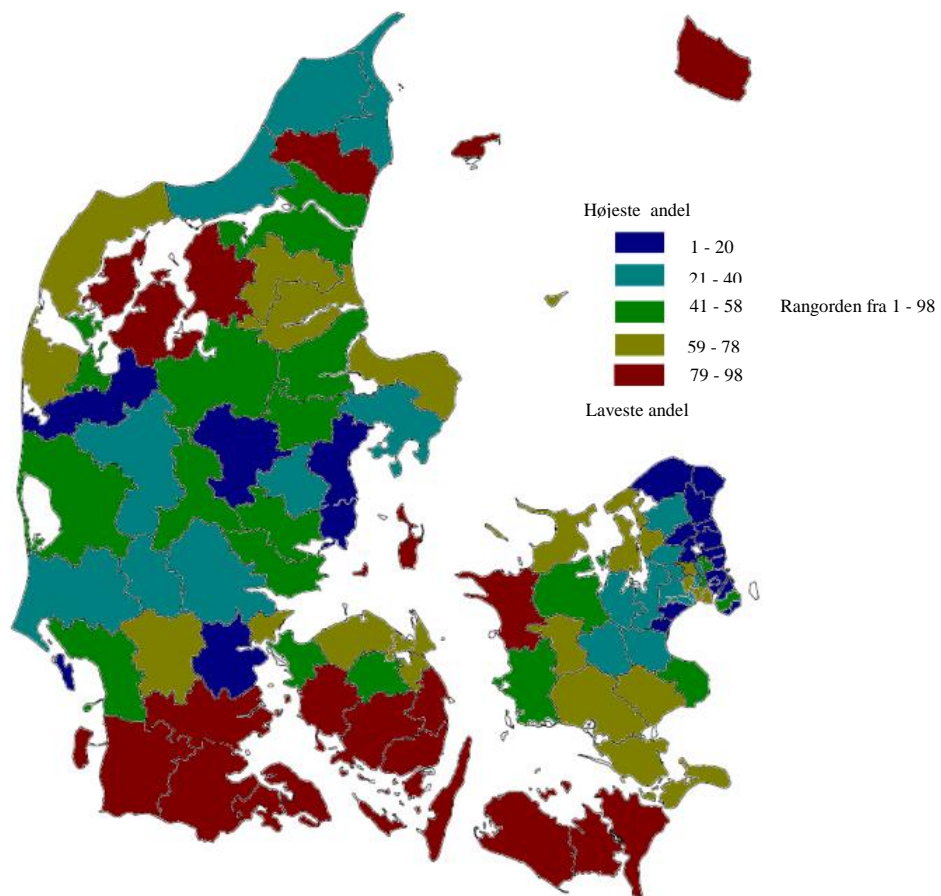 Højeste andel
1 - 20
21 - 40
41 - 58 Rangorden fra 1 - 98
59 - 78
79 - 98
Laveste andel